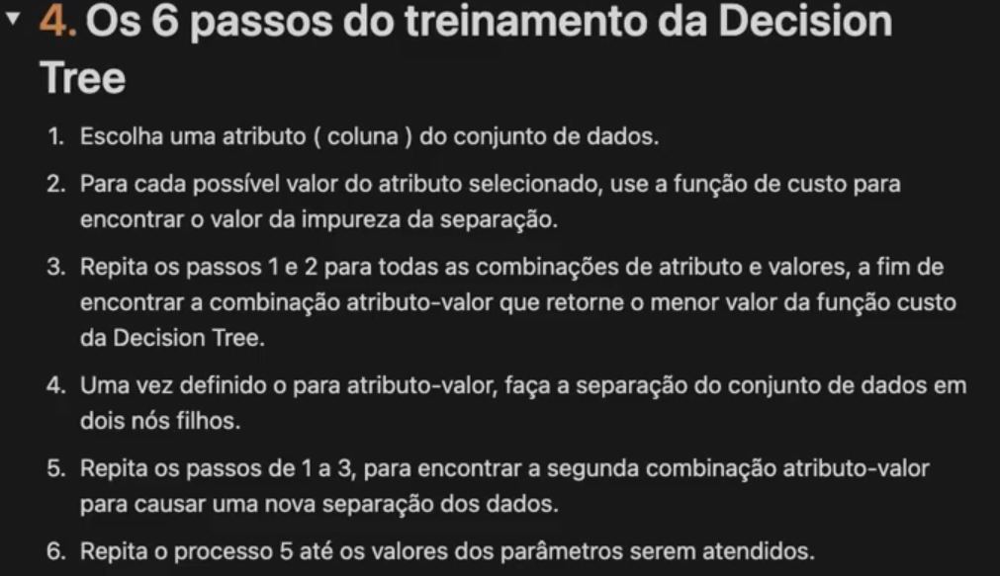 4. Os 6 passos do treinamento da Decision
Tree
1. Escolha uma atributo ( coluna ) do conjunto de dados.
2. Para cada possível valor do atributo selecionado, use a função de custo para
encontrar o valor da impureza da separação.
3. Repita os passos 1 e 2 para todas as combinações de atributo e valores, a fim de
encontrar a combinação atributo-valor que retorne o menor valor da função custo
da Decision Tree.
4. Uma vez definido o para atributo-valor, faça a separação do conjunto de dados em
dois nós filhos.
5. Repita os passos de 1 a 3, para encontrar a segunda combinação atributo-valor
para causar uma nova separação dos dados.
6. Repita o processo 5 até os valores dos parâmetros serem atendidos.